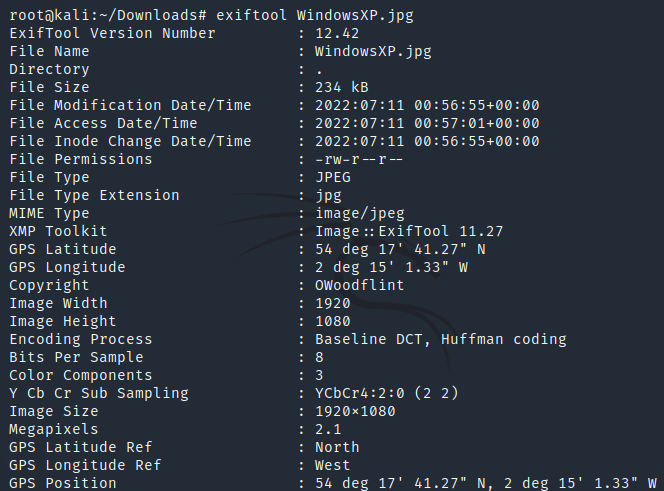 root@kali:~/Downloads# exiftool WindowsXP.jpg
ExifTool Version Number         : 12.42
File Name                       : WindowsXP.jpg
Directory                       : .
File Size                       : 234 kB
File Modification Date/Time     : 2022:07:11 00:56:55+00:00
File Access Date/Time           : 2022:07:11 00:57:01+00:00
File Inode Change Date/Time     : 2022:07:11 00:56:55+00:00
File Permissions                : -rw-r--r--
File Type                       : JPEG
File Type Extension             : jpg
MIME Type                       : image/jpeg
XMP Toolkit                     : Image::ExifTool 11.27
GPS Latitude                    : 54 deg 17' 41.27" N
GPS Longitude                   : 2 deg 15' 1.33" W
Copyright                       : OWoodflint
Image Width                     : 1920
Image Height                    : 1080
Encoding Process                : Baseline DCT, Huffman coding
Bits Per Sample                 : 8
Color Components                : 3
Y Cb Cr Sub Sampling            : YCbCr4:2:0 (2 2)
Image Size                      : 1920×1080
Megapixels                      : 2.1
GPS Latitude Ref                : North
GPS Longitude Ref               : West
GPS Position                    : 54 deg 17' 41.27" N, 2 deg 15' 1.33" W